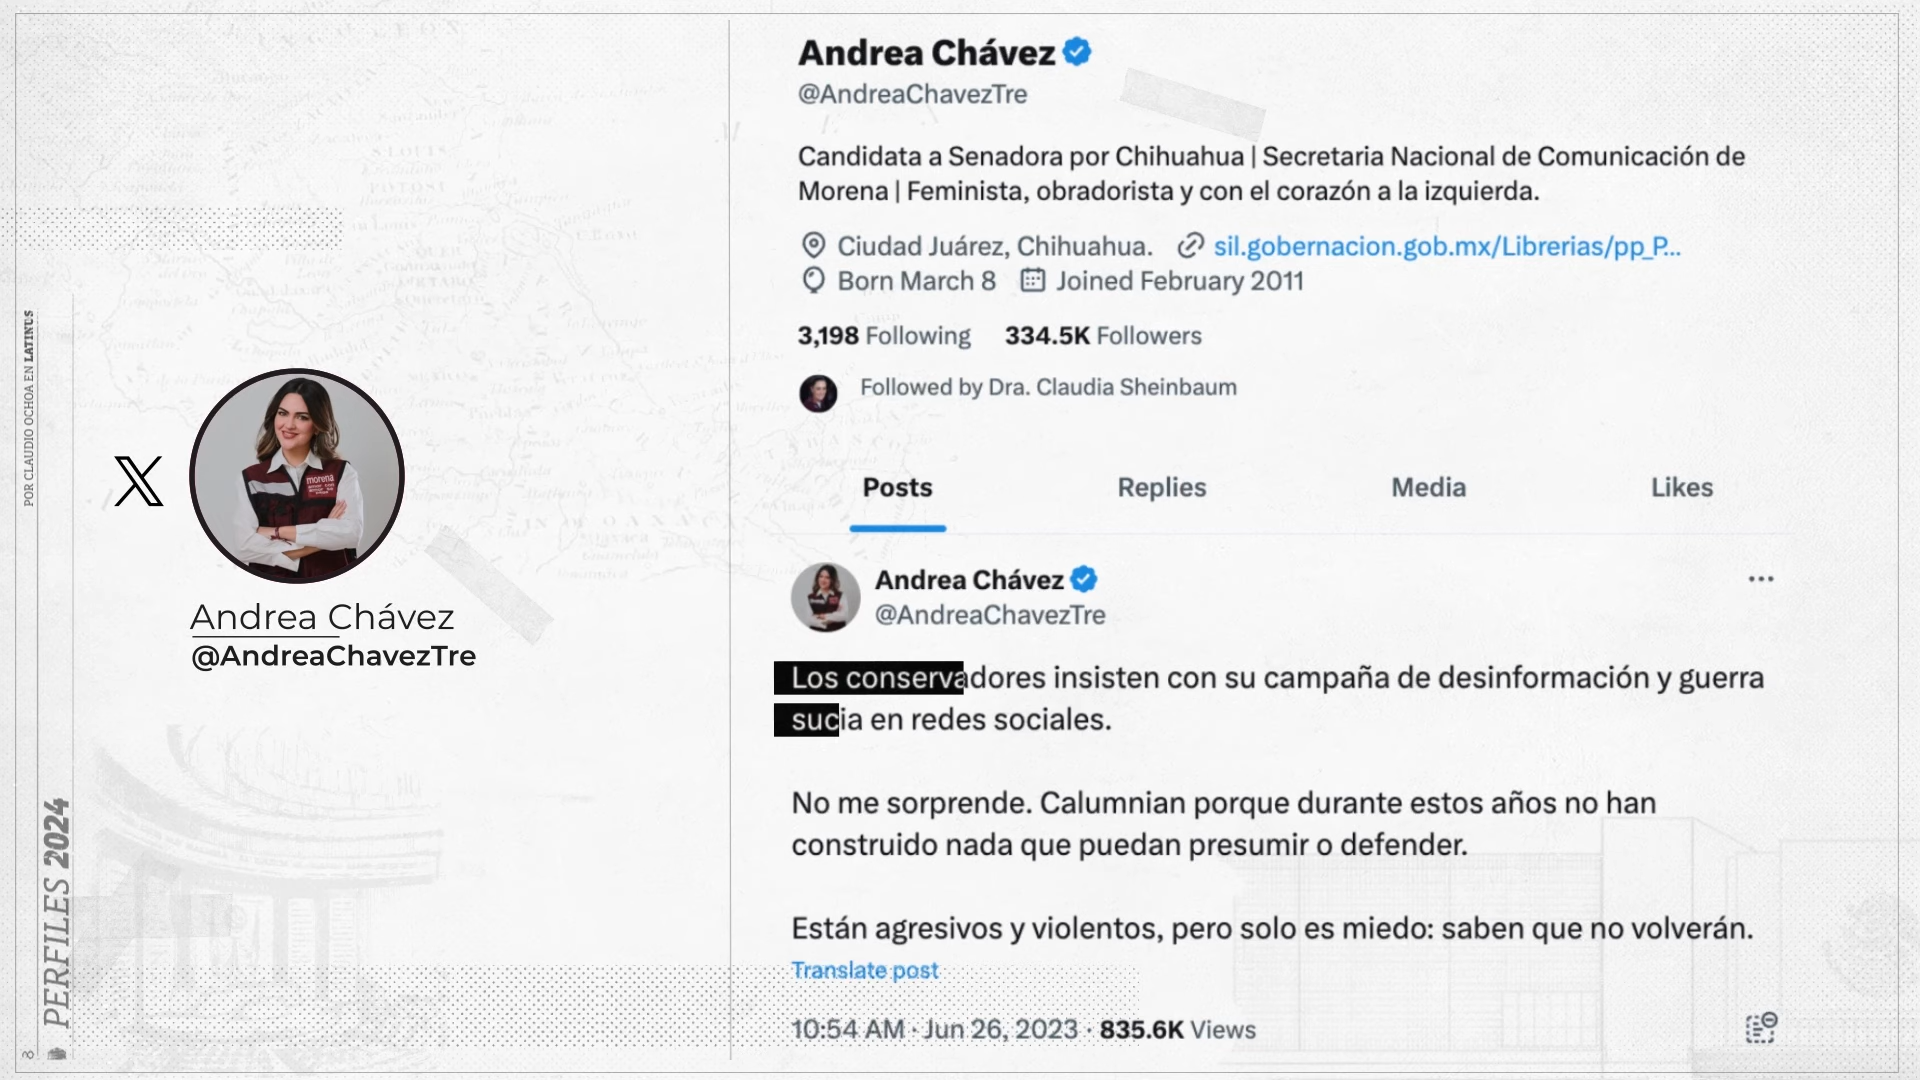 POR CLAUDIO OCHOA EN LATINUS
PERFILES 2024
8
morena
Andrea Chávez
@AndreaChavezTre
Andrea Chávez
@AndreaChavezTre
Candidata a Senadora por Chihuahua | Secretaria Nacional de Comunicación de
Morena | Feminista, obradorista y con el corazón a la izquierda.
Ciudad Juárez, Chihuahua. sil.gobernacion.gob.mx/Librerias/pp_P...
Born March 8 Joined February 2011
3,198 Following 334.5K Followers
Followed by Dra. Claudia Sheinbaum
Posts Replies Media Likes
Andrea Chávez
@AndreaChavezTre
Los conservadores insisten con su campaña de desinformación y guerra
sucia en redes sociales.
No me sorprende. Calumnian porque durante estos años no han
construido nada que puedan presumir o defender.
Están agresivos y violentos, pero solo es miedo: saben que no volverán.
Translate post
10:54 AM · Jun 26, 2023 · 835.6K Views